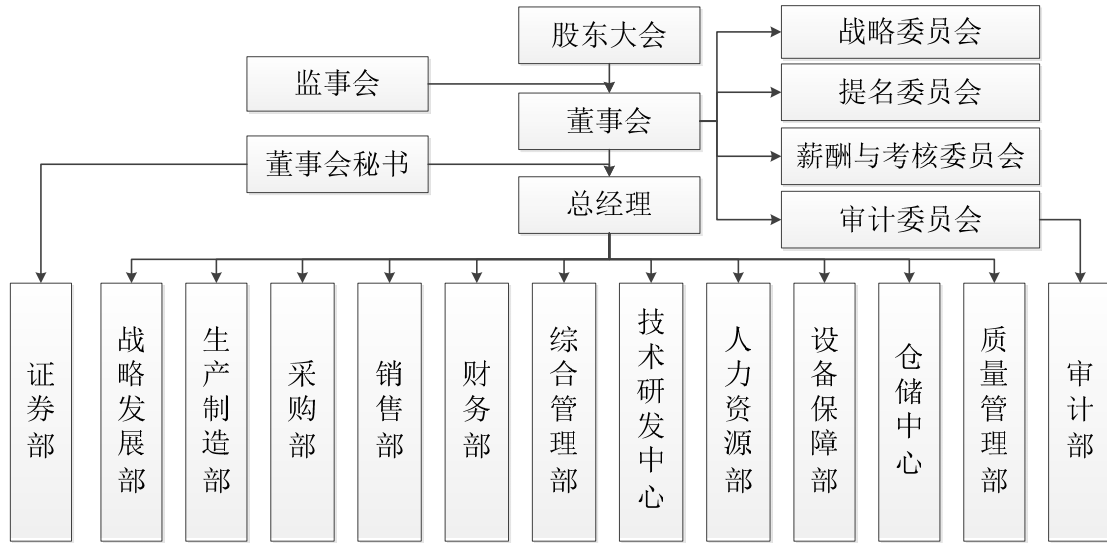 股东大会
战略委员会
监事会
提名委员会
董事会
董事会秘书
薪酬与考核委员会
总经理
审计委员会
证券部
战略发展部
生产制造部
采购部
销售部
财务部
综合管理部
技术研发中心
人力资源部
设备保障部
仓储中心
质量管理部
审计部